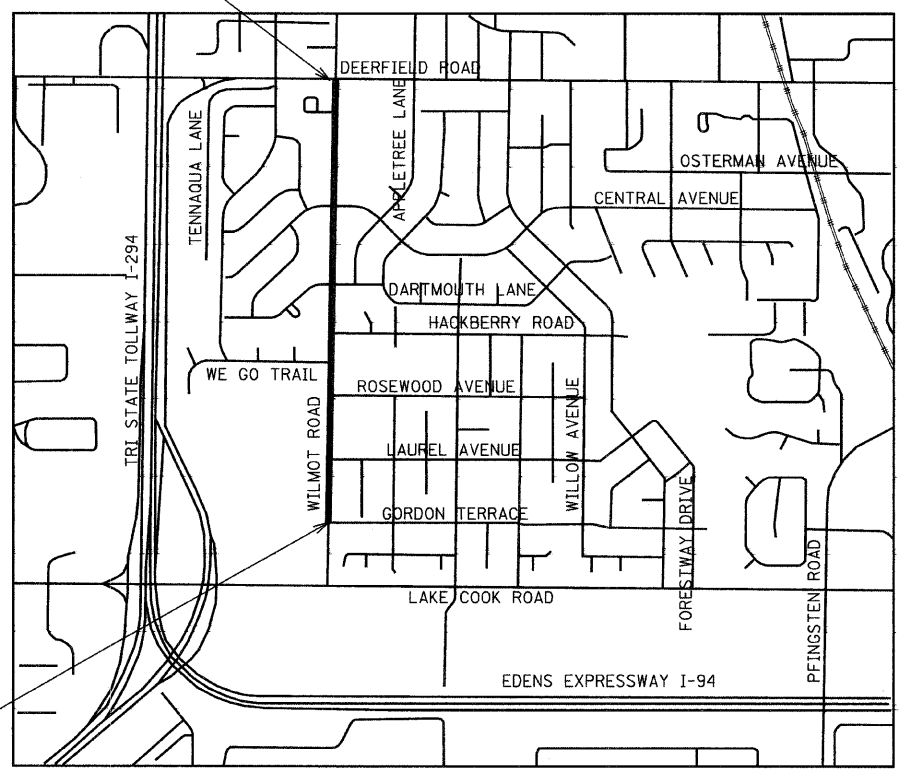 DEERFIELD ROAD
APPLETREE LANE
TENNAQUA LANE
OSTERMAN AVENUE
CENTRAL AVENUE
TRI STATE TOLLWAY I-294
DARTMOUTH LANE
HACKBERRY ROAD
WE GO TRAIL
ROSEWOOD AVENUE
WILLOW AVENUE
WILMOT ROAD
LAUREL AVENUE
GORDON TERRACE
FORESTWAY DRIVE
PFINGSTEN ROAD
LAKE COOK ROAD
EDENS EXPRESSWAY I-94